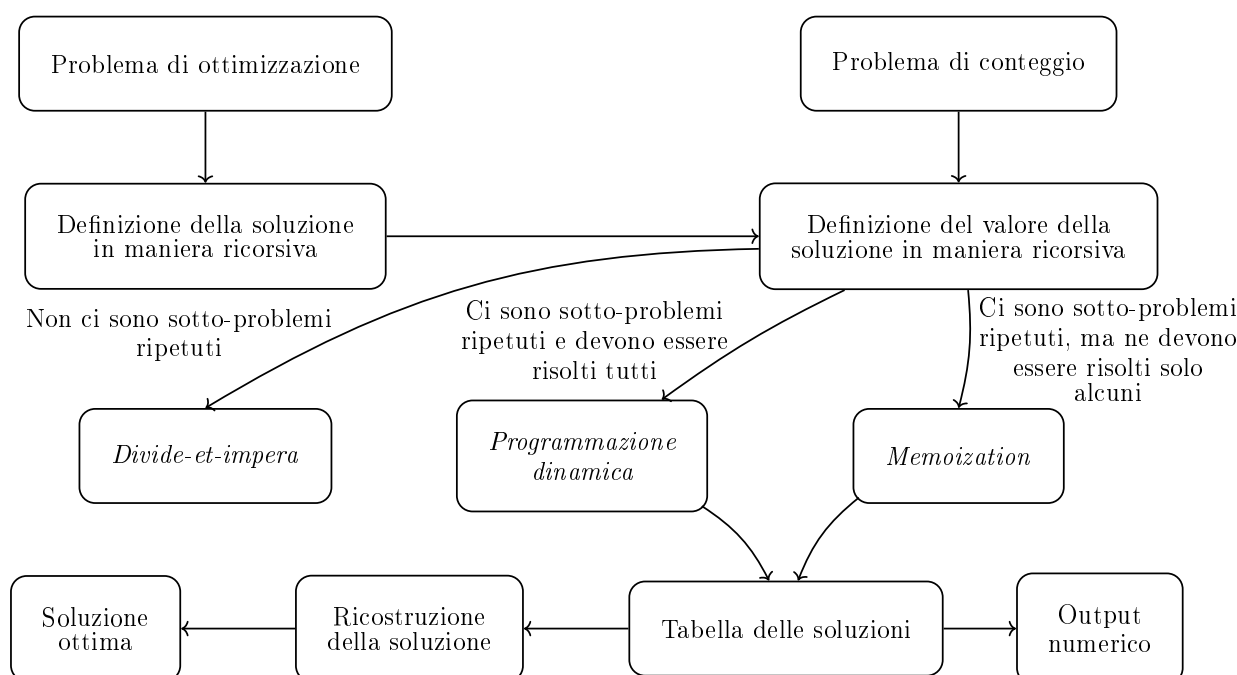 Problema di ottimizzazione
Problema di conteggio
Definizione della soluzione
in maniera ricorsiva
Definizione del valore della
soluzione in maniera ricorsiva
Non ci sono sotto-problemi
ripetuti
Ci sono sotto-problemi
ripetuti e devono essere
risolti tutti
Ci sono sotto-problemi
ripetuti, ma ne devono
essere risolti solo
alcuni
Divide-et-impera
Programmazione
dinamica
Memoization
Soluzione
ottima
Ricostruzione
della soluzione
Tabella delle soluzioni
Output
numerico